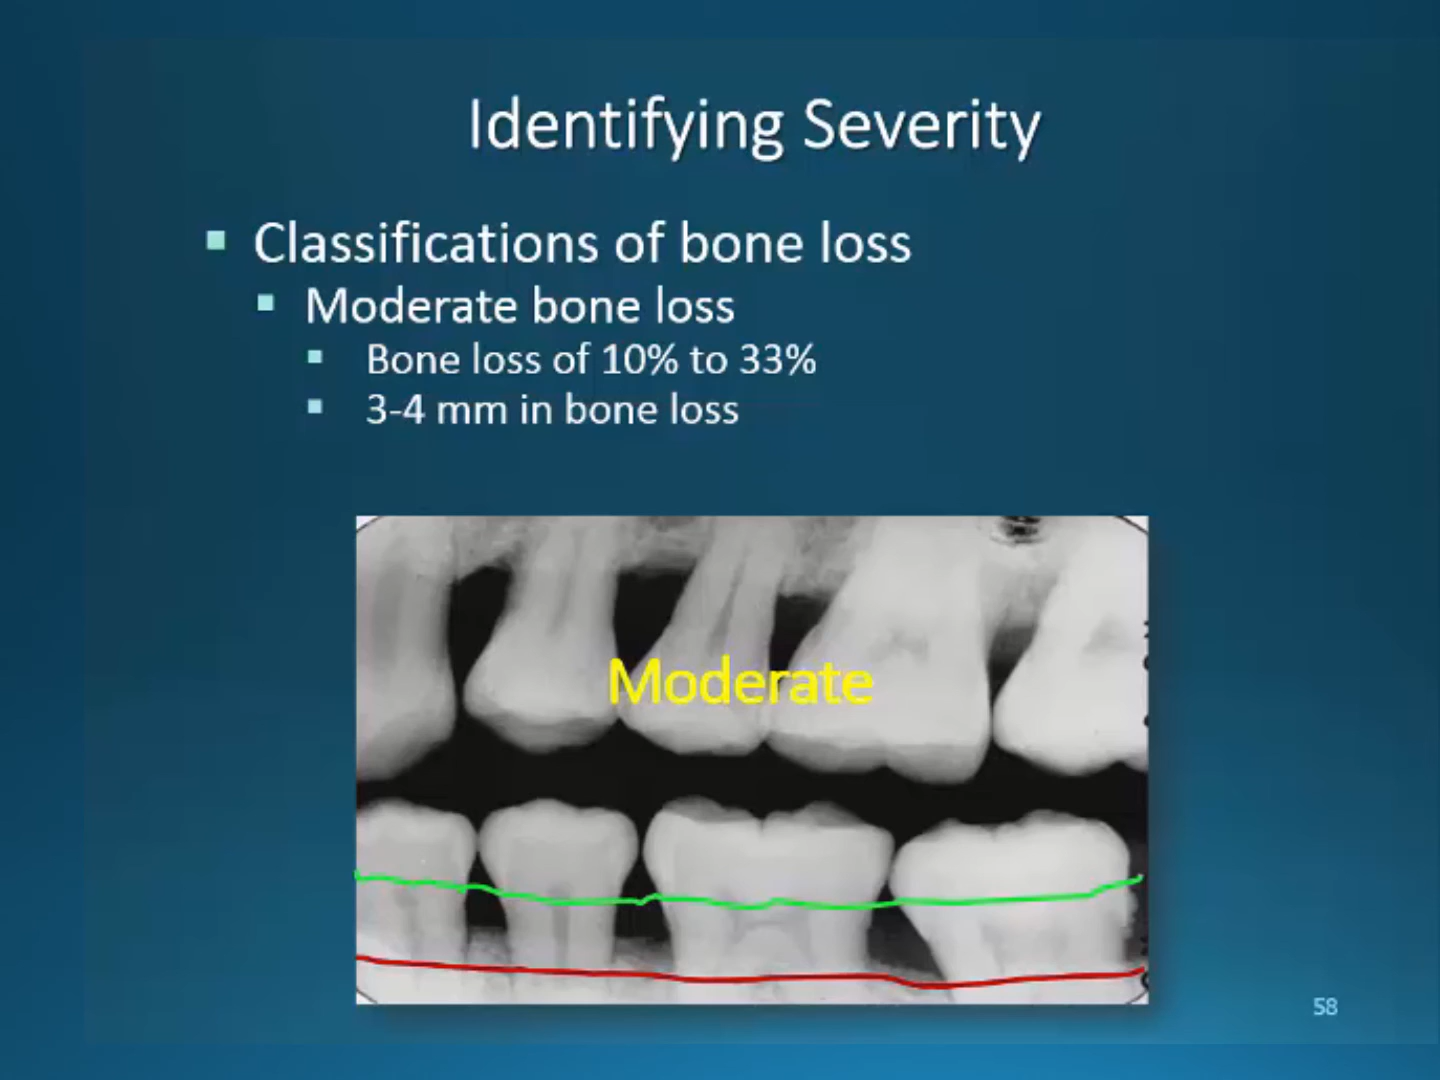 Identifying Severity
Classifications of bone loss
Moderate bone loss
Bone loss of 10% to 33%
3-4 mm in bone loss
Moderate
58